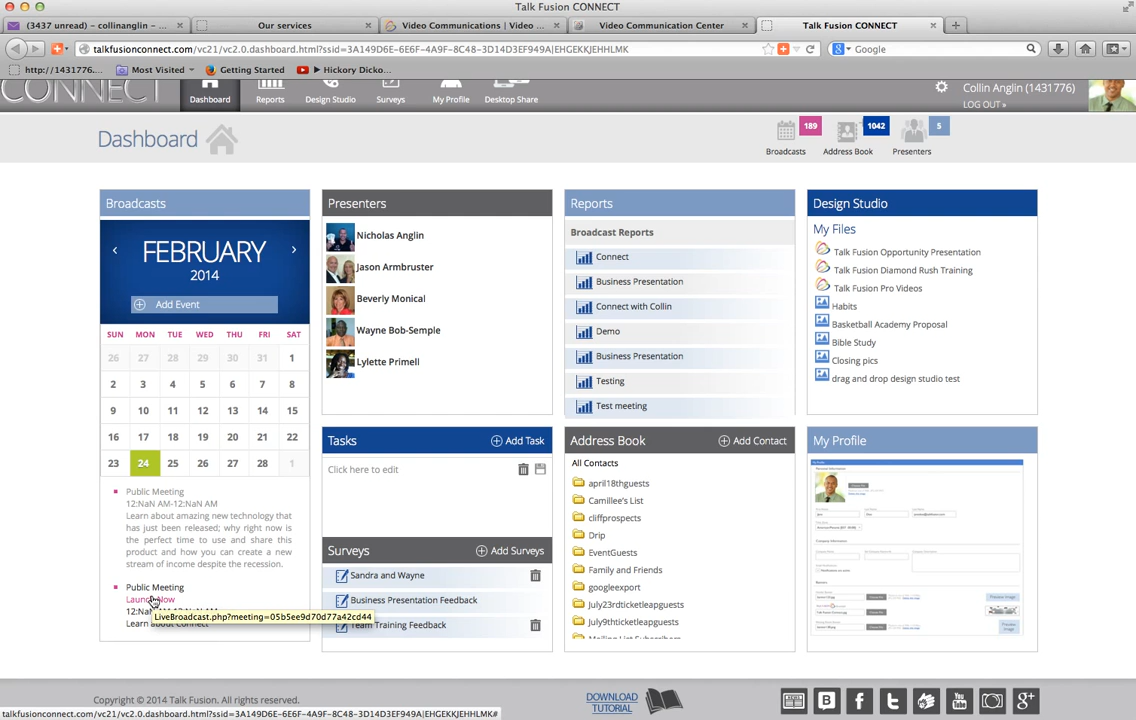 Talk Fusion CONNECT
(3437 unread) - collinanglin - ...
Our services
Video Communications | Video ...
Video Communication Center
Talk Fusion CONNECT
talkfusionconnect.com/vc21/vc2.0.dashboard.html?ssid=3A149D6E-6E6F-4A9F-8C48-3D14D3EF949A|EHGEKKJEHHLMK
Google
http://1431776....
Most Visited
Getting Started
Hickory Dicko...
CONNECT
Dashboard
Reports
Design Studio
Surveys
My Profile
Desktop Share
Collin Anglin (1431776)
LOG OUT »
Dashboard
189
1042
5
Broadcasts
Address Book
Presenters
Broadcasts
FEBRUARY
2014
Add Event
SUN MON TUE WED THU FRI SAT
26 27 28 29 30 31 1
2 3 4 5 6 7 8
9 10 11 12 13 14 15
16 17 18 19 20 21 22
23 24 25 26 27 28 1
Public Meeting
12:NaN AM-12:NaN AM
Learn about amazing new technology that
has just been released; why right now is
the perfect time to use and share this
product and how you can create a new
stream of income despite the recession.
Public Meeting
Launch Now
LiveBroadcast.php?meeting=05b5ee9d70d77a42cd44
Presenters
Nicholas Anglin
Jason Armbruster
Beverly Monical
Wayne Bob-Semple
Lylette Primell
Tasks
Add Task
Click here to edit
Surveys
Add Surveys
Sandra and Wayne
Business Presentation Feedback
Team Training Feedback
Reports
Broadcast Reports
Connect
Business Presentation
Connect with Collin
Demo
Business Presentation
Testing
Test meeting
Address Book
Add Contact
All Contacts
april18thguests
Camillee's List
cliffprospects
Drip
EventGuests
Family and Friends
googleexport
July23rdticketleapguests
July9thticketleapguests
Mailing List Subscribers
Design Studio
My Files
Talk Fusion Opportunity Presentation
Talk Fusion Diamond Rush Training
Talk Fusion Pro Videos
Habits
Basketball Academy Proposal
Bible Study
Closing pics
drag and drop design studio test
My Profile
Copyright © 2014 Talk Fusion. All rights reserved.
DOWNLOAD
TUTORIAL
talkfusionconnect.com/vc21/vc2.0.dashboard.html?ssid=3A149D6E-6E6F-4A9F-8C48-3D14D3EF949A|EHGEKKJEHHLMK#